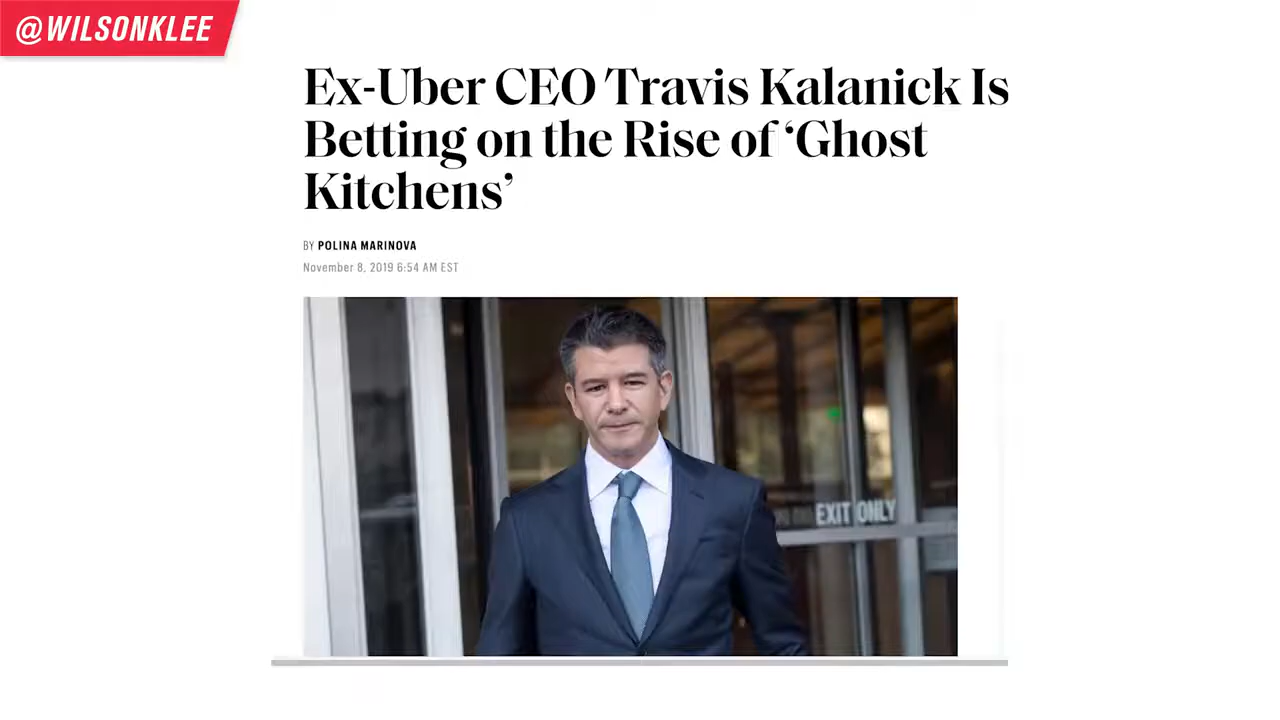 @WILSONKLEE
Ex-Uber CEO Travis Kalanick Is
Betting on the Rise of ‘Ghost
Kitchens’
BY POLINA MARINOVA
November 8, 2019 6:54 AM EST
EXIT ONLY